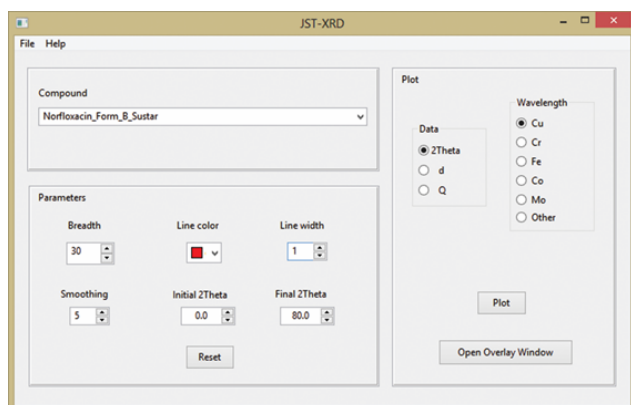 JST-XRD
File Help
Compound
Norfloxacin_Form_B_Sustar
Parameters
Breadth Line color Line width
30 1
Smoothing Initial 2Theta Final 2Theta
5 0.0 80.0
Reset
Plot
Data
2Theta
d
Q
Wavelength
Cu
Cr
Fe
Co
Mo
Other
Plot
Open Overlay Window